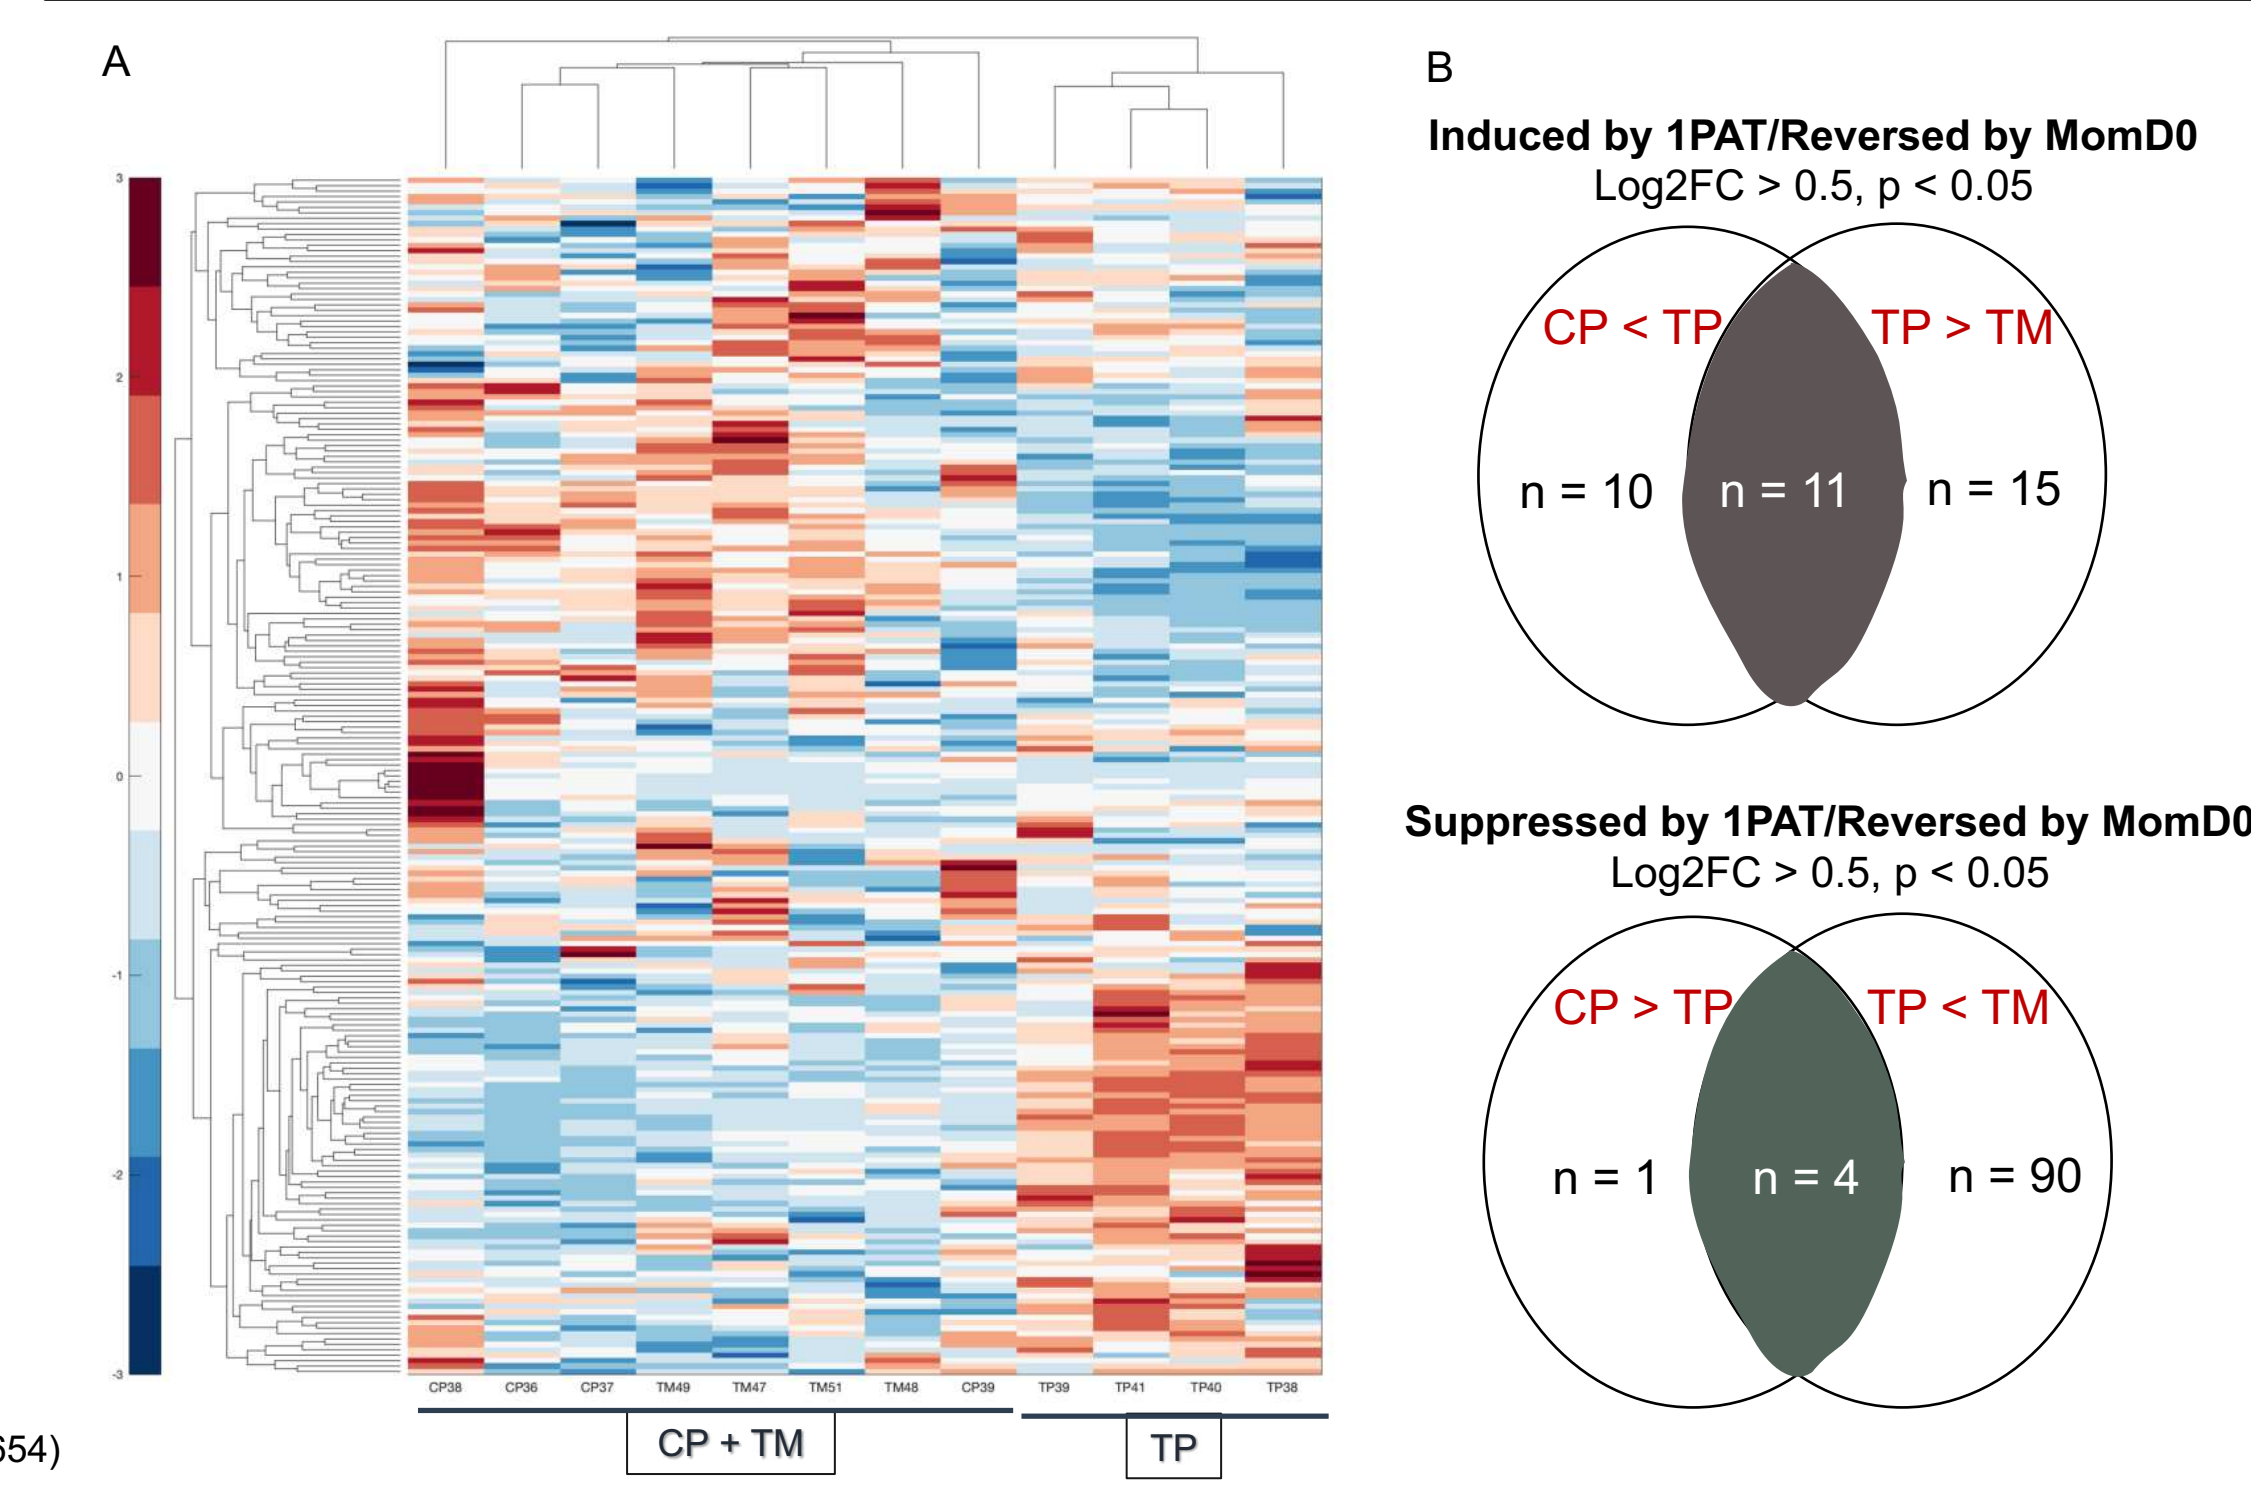 A
3
2
1
0
-1
-2
-3
CP38 CP36 CP37 TM49 TM47 TM51 TM48 CP39 TP39 TP41 TP40 TP38
CP + TM
TP
654)
B
Induced by 1PAT/Reversed by MomD0
Log2FC > 0.5, p < 0.05
CP < TP
TP > TM
n = 10
n = 11
n = 15
Suppressed by 1PAT/Reversed by MomD0
Log2FC > 0.5, p < 0.05
CP > TP
TP < TM
n = 1
n = 4
n = 90